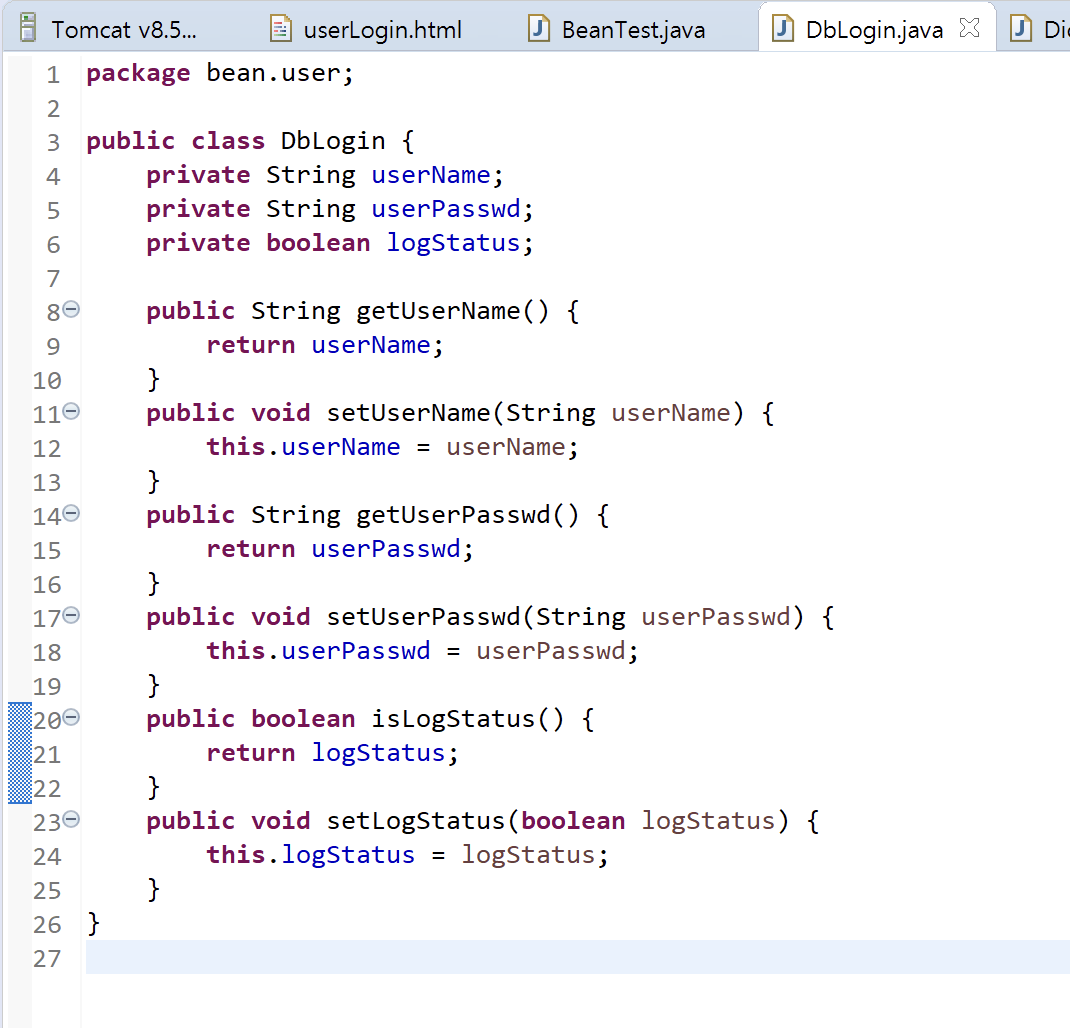 Tomcat v8.5... userLogin.html BeanTest.java DbLogin.java
1 package bean.user;
2
3 public class DbLogin {
4     private String userName;
5     private String userPasswd;
6     private boolean logStatus;
7
8     public String getUserName() {
9         return userName;
10     }
11     public void setUserName(String userName) {
12         this.userName = userName;
13     }
14     public String getUserPasswd() {
15         return userPasswd;
16     }
17     public void setUserPasswd(String userPasswd) {
18         this.userPasswd = userPasswd;
19     }
20     public boolean isLogStatus() {
21         return logStatus;
22     }
23     public void setLogStatus(boolean logStatus) {
24         this.logStatus = logStatus;
25     }
26 }
27